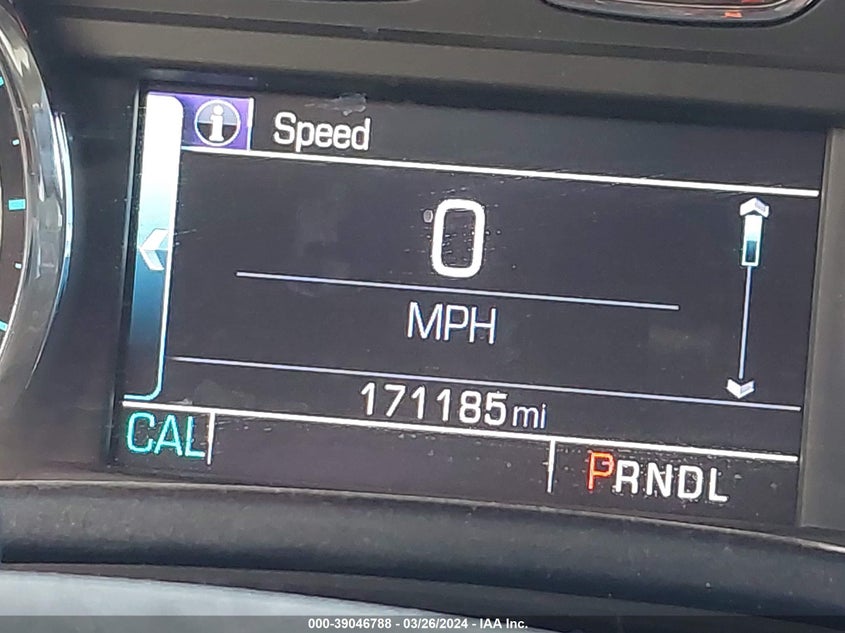 i Speed
0
MPH
171185 mi
CAL PRNDL
000-39046788 - 03/26/2024 - IAA Inc.